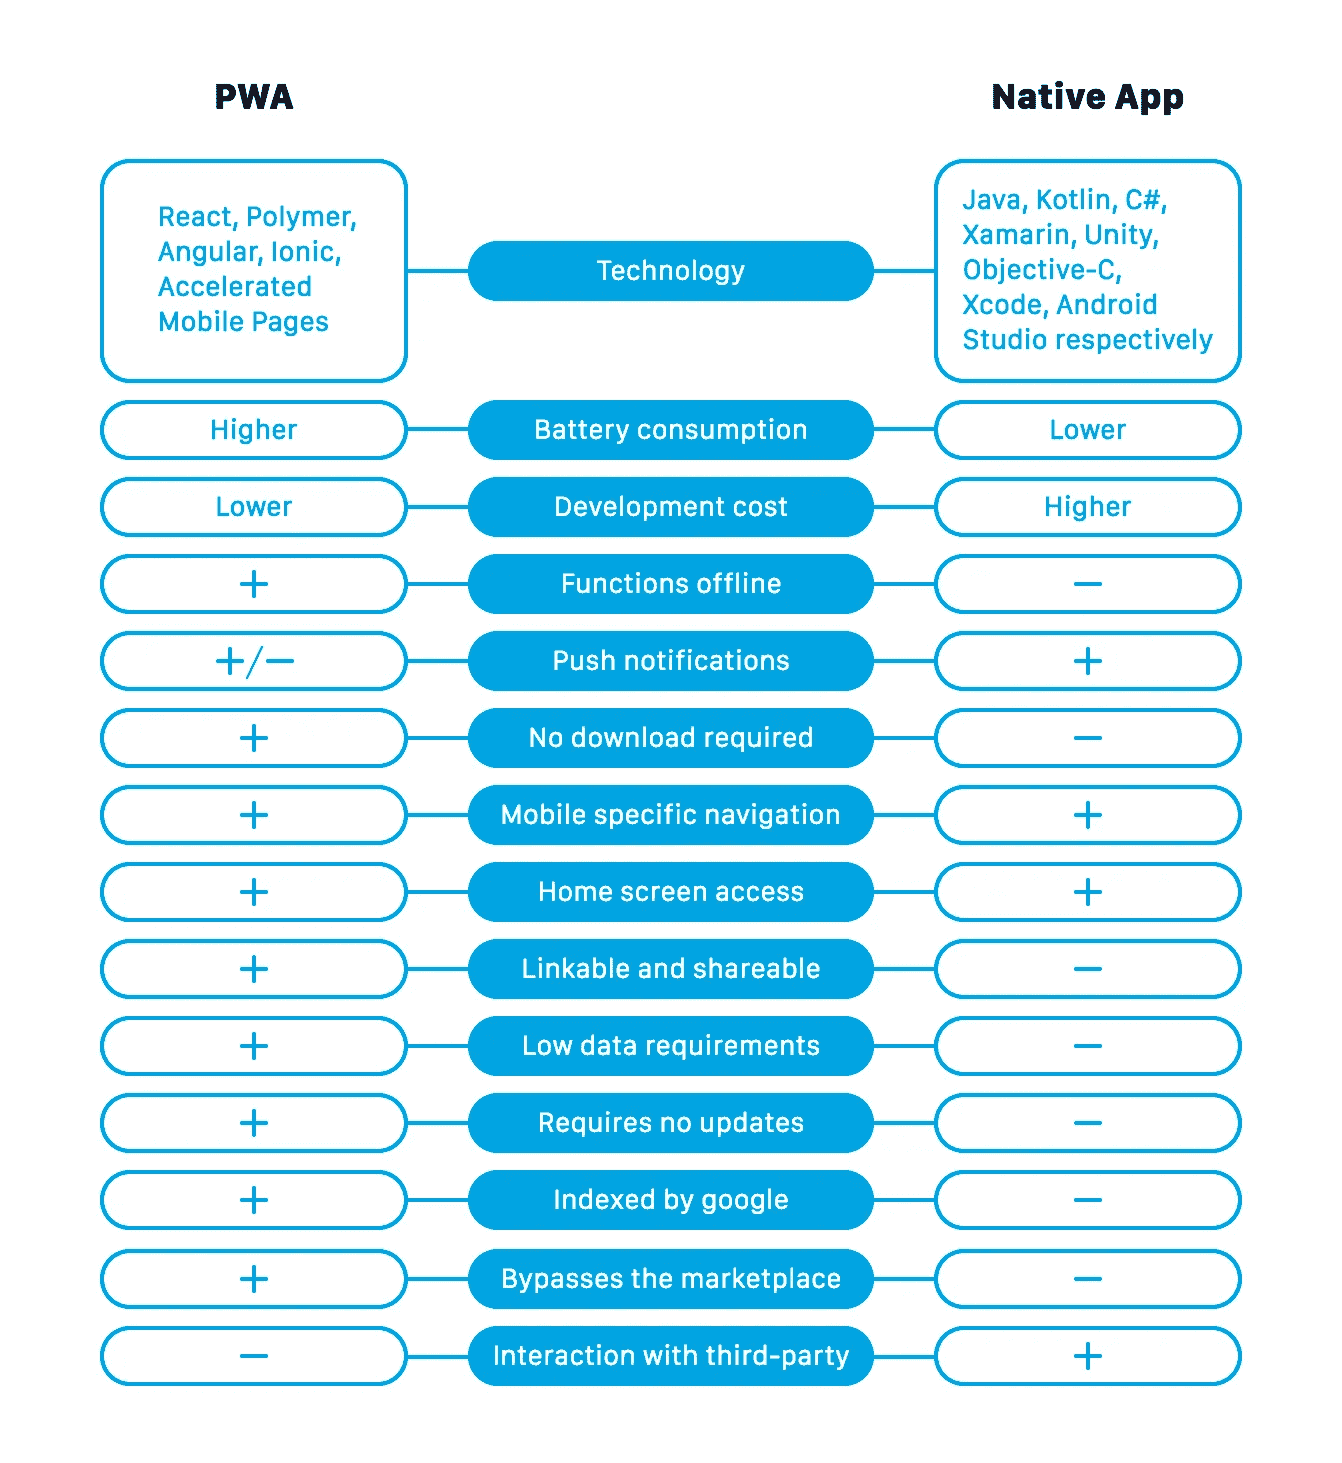 PWA
Native App
React, Polymer,
Angular, Ionic,
Accelerated
Mobile Pages
Technology
Java, Kotlin, C#,
Xamarin, Unity,
Objective-C,
Xcode, Android
Studio respectively
Higher
Battery consumption
Lower
Lower
Development cost
Higher
+
Functions offline
−
+/−
Push notifications
+
+
No download required
−
+
Mobile specific navigation
+
+
Home screen access
+
+
Linkable and shareable
−
+
Low data requirements
−
+
Requires no updates
−
+
Indexed by google
−
+
Bypasses the marketplace
−
−
Interaction with third-party
+